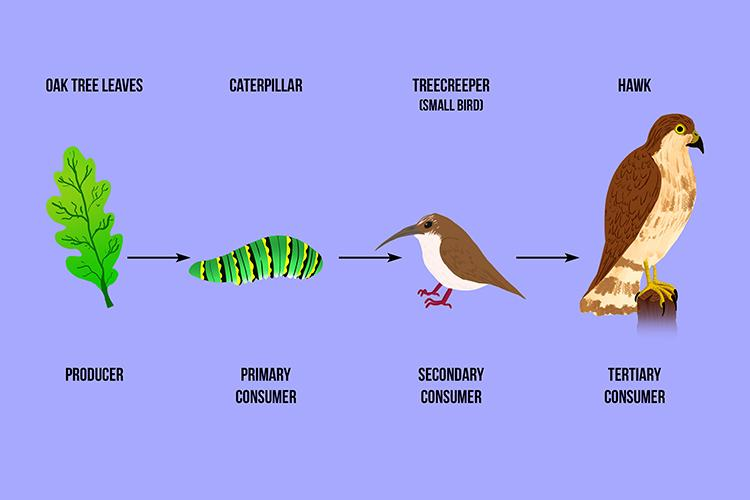 OAK TREE LEAVES
CATERPILLAR
TREECREEPER
(SMALL BIRD)
HAWK
PRODUCER
PRIMARY
CONSUMER
SECONDARY
CONSUMER
TERTIARY
CONSUMER